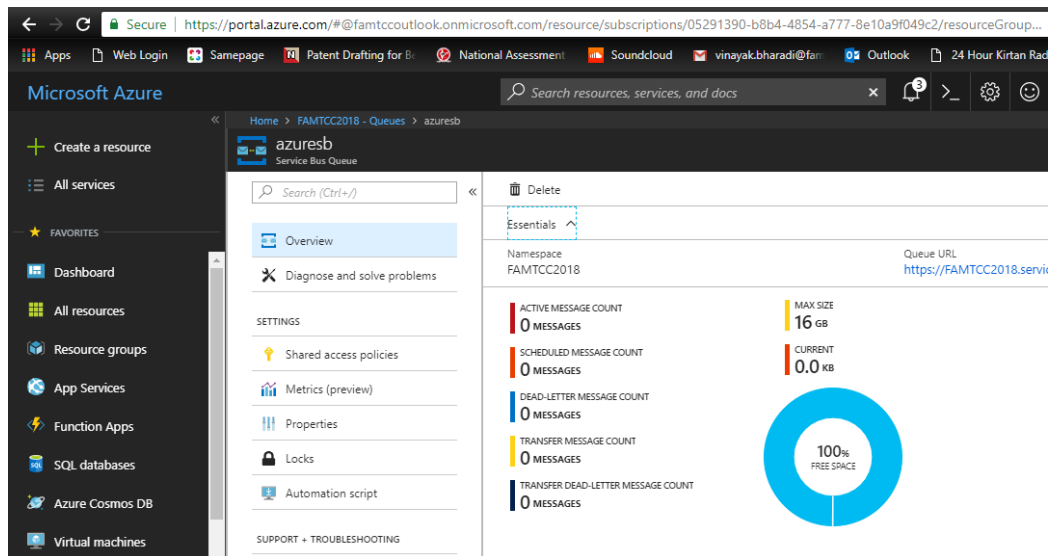 Secure | https://portal.azure.com/#@famtccoutlook.onmicrosoft.com/resource/subscriptions/05291390-b8b4-4854-a777-8e10a9f049c2/resourceGroup...
Apps Web Login Samepage Patent Drafting for Be National Assessment Soundcloud vinayak.bharadi@fam Outlook 24 Hour Kirtan Rad
Microsoft Azure
Search resources, services, and docs
3
Home > FAMTCC2018 - Queues > azuresb
azuresb
Service Bus Queue
Create a resource
All services
FAVORITES
Dashboard
All resources
Resource groups
App Services
Function Apps
SQL databases
Azure Cosmos DB
Virtual machines
Search (Ctrl+/)
Overview
Diagnose and solve problems
SETTINGS
Shared access policies
Metrics (preview)
Properties
Locks
Automation script
SUPPORT + TROUBLESHOOTING
Delete
Essentials
Namespace
FAMTCC2018
Queue URL
https://FAMTCC2018.servic
ACTIVE MESSAGE COUNT
0 MESSAGES
SCHEDULED MESSAGE COUNT
0 MESSAGES
DEAD-LETTER MESSAGE COUNT
0 MESSAGES
TRANSFER MESSAGE COUNT
0 MESSAGES
TRANSFER DEAD-LETTER MESSAGE COUNT
0 MESSAGES
MAX SIZE
16 GB
CURRENT
0.0 KB
100%
FREE SPACE